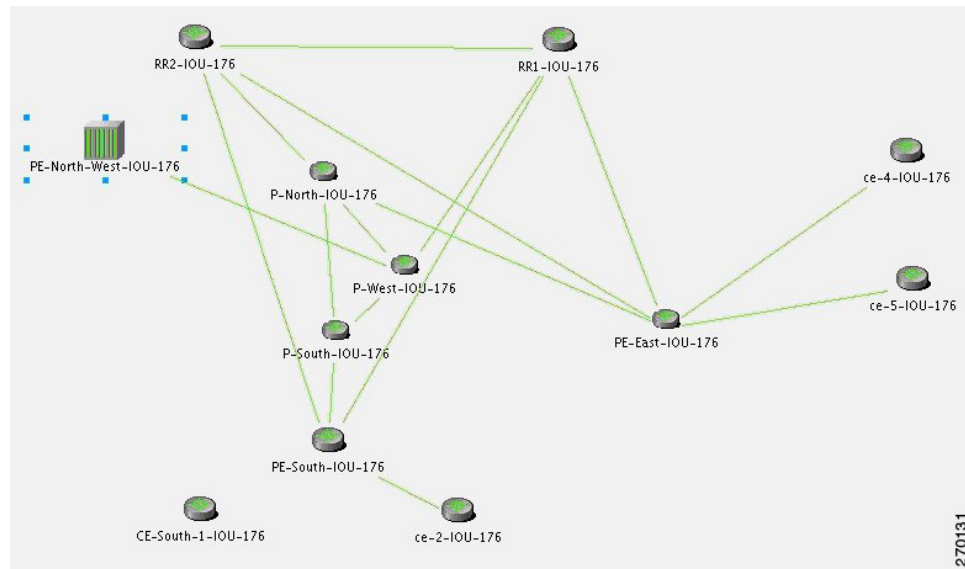 RR2-IOU-176
RR1-IOU-176
PE-North-West-IOU-176
P-North-IOU-176
ce-4-IOU-176
P-West-IOU-176
ce-5-IOU-176
P-South-IOU-176
PE-East-IOU-176
PE-South-IOU-176
CE-South-1-IOU-176
ce-2-IOU-176
270131